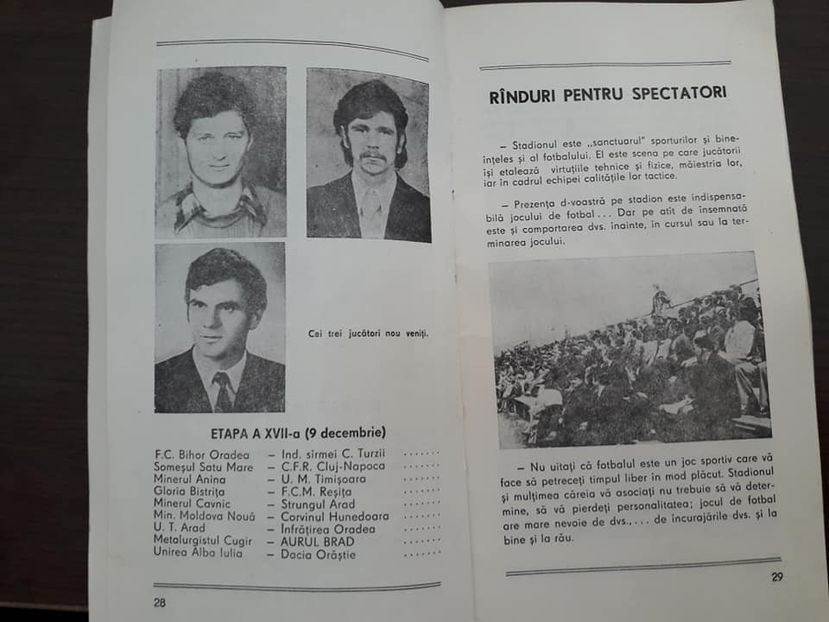 Cei trei jucători nou veniți.
ETAPA A XVII-a (9 decembrie)
F.C. Bihor Oradea – Ind. sirmei C. Turzii ......
Someșul Satu Mare – C.F.R. Cluj-Napoca ......
Minerul Anina – U. M. Timișoara ......
Gloria Bistrița – F.C.M. Reșița ......
Minerul Cavnic – Strungul Arad ......
Min. Moldova Nouă – Corvinul Hunedoara ......
U. T. Arad – Infrățirea Oradea ......
Metalurgistul Cugir – AURUL BRAD ......
Unirea Alba Iulia – Dacia Orăștie ......
28
RÎNDURI PENTRU SPECTATORI
– Stadionul este „sanctuarul" sporturilor și bine-
înțeles și al fotbalului. El este scena pe care jucătorii
își etalează virtuțiile tehnice și fizice, măiestria lor,
iar în cadrul echipei calitățile lor tactice.
– Prezența d-voastră pe stadion este indispensa-
bilă jocului de fotbal... Dar pe atit de însemnată
este și comportarea dvs. înainte, în cursul sau la ter-
minarea jocului.
– Nu uitați că fotbalul este un joc sportiv care vă
face să petreceți timpul liber în mod plăcut. Stadionul
și mulțimea căreia vă asociați nu trebuie să vă deter-
mine, să vă pierdeți personalitatea; jocul de fotbal
are mare nevoie de dvs.,... de încurajările dvs. și la
bine și la rău.
29